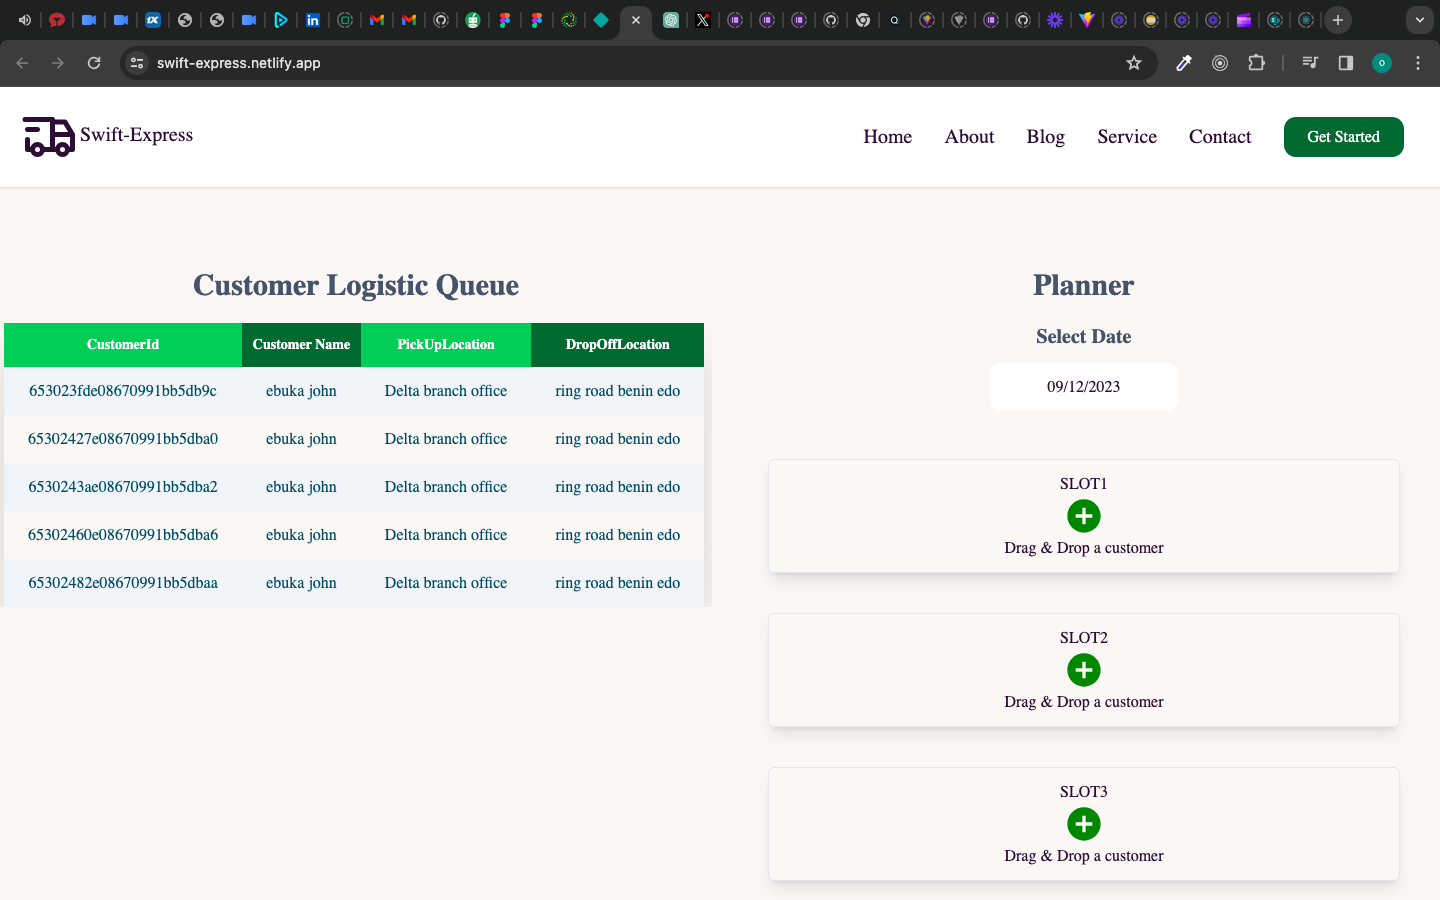 swift-express.netlify.app
Swift-Express
Home About Blog Service Contact Get Started
Customer Logistic Queue
CustomerId Customer Name PickUpLocation DropOffLocation
653023fde08670991bb5db9c ebuka john Delta branch office ring road benin edo
65302427e08670991bb5dba0 ebuka john Delta branch office ring road benin edo
6530243ae08670991bb5dba2 ebuka john Delta branch office ring road benin edo
65302460e08670991bb5dba6 ebuka john Delta branch office ring road benin edo
65302482e08670991bb5dbaa ebuka john Delta branch office ring road benin edo
Planner
Select Date
09/12/2023
SLOT1
Drag & Drop a customer
SLOT2
Drag & Drop a customer
SLOT3
Drag & Drop a customer